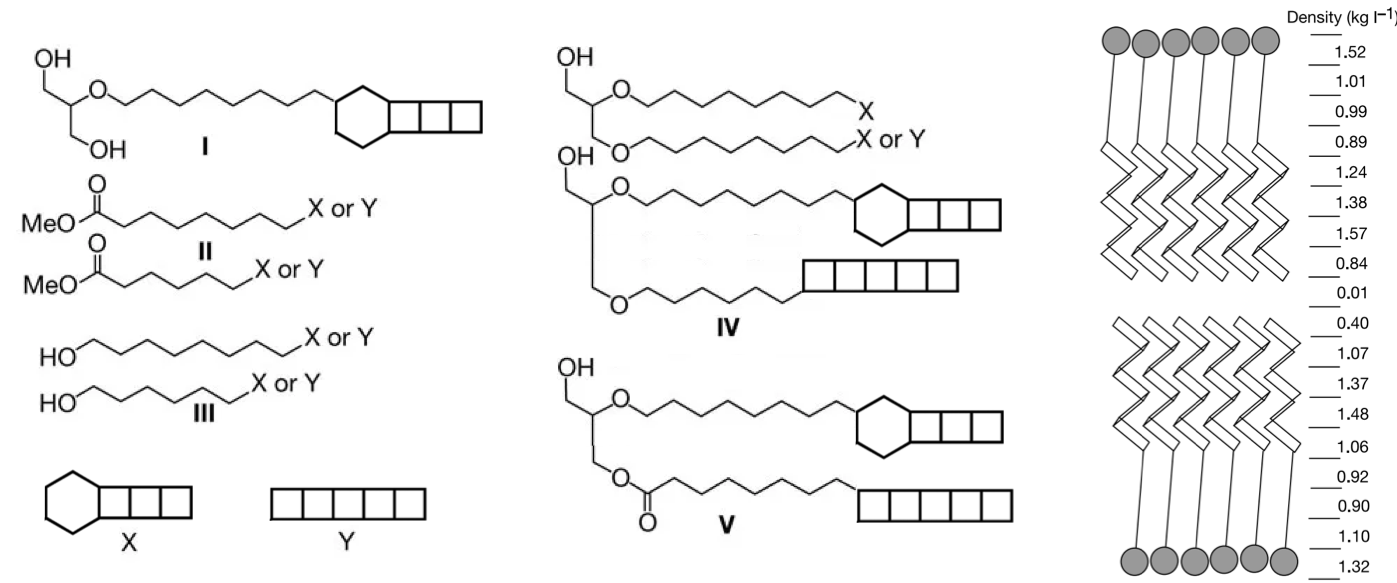 OH
O
OH
I
O
MeO
X or Y
II
O
MeO
X or Y
HO
X or Y
HO
X or Y
III
X
Y
OH
O
X
O
X or Y
OH
O
O
IV
OH
O
O
O
V
Density (kg l⁻¹)
1.52
1.01
0.99
0.89
1.24
1.38
1.57
0.84
0.01
0.40
1.07
1.37
1.48
1.06
0.92
0.90
1.10
1.32